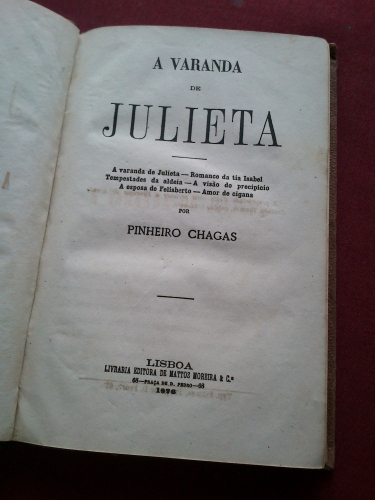 A VARANDA
DE
JULIETA
A varanda de Julieta — Romance da tia Isabel
Tempestades da aldeia — A visão do precipicio
A esposa do Felisberto — Amor de cigana
POR
PINHEIRO CHAGAS
LISBOA
LIVRARIA EDITORA DE MATTOS MOREIRA & C.ª
68—PRAÇA DE D. PEDRO—68
1876